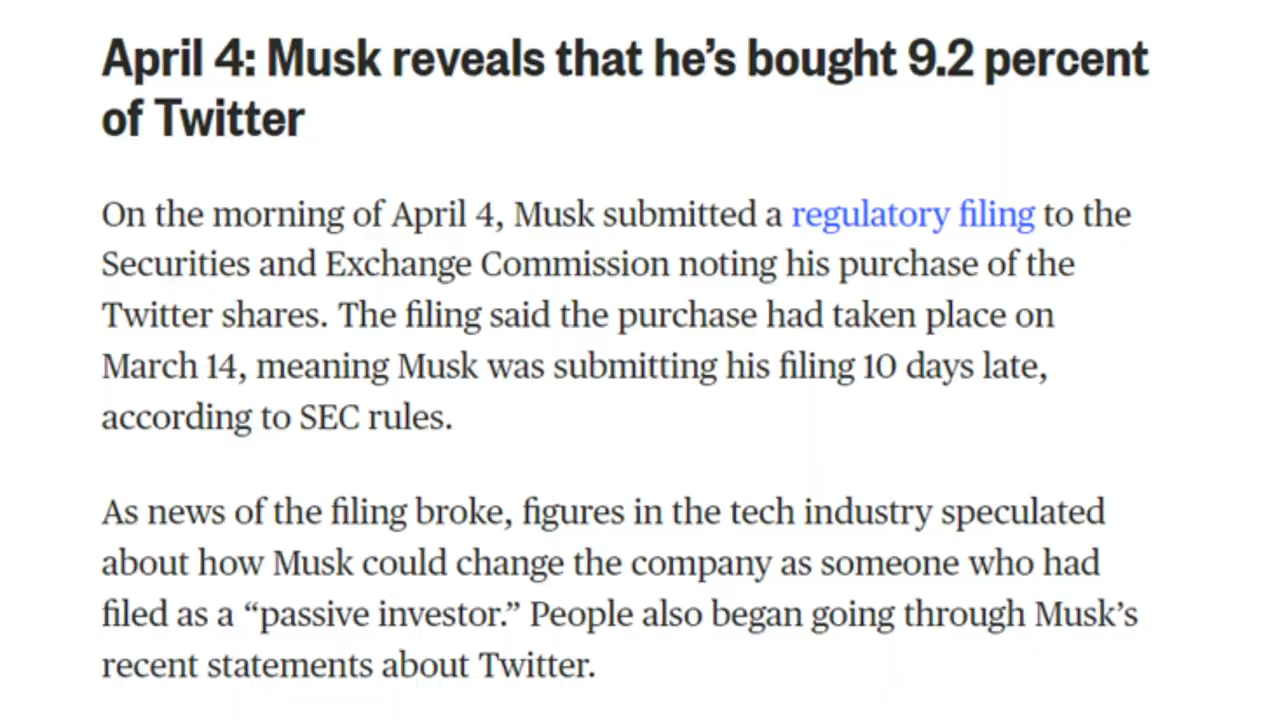 April 4: Musk reveals that he’s bought 9.2 percent
of Twitter
On the morning of April 4, Musk submitted a regulatory filing to the
Securities and Exchange Commission noting his purchase of the
Twitter shares. The filing said the purchase had taken place on
March 14, meaning Musk was submitting his filing 10 days late,
according to SEC rules.
As news of the filing broke, figures in the tech industry speculated
about how Musk could change the company as someone who had
filed as a “passive investor.” People also began going through Musk’s
recent statements about Twitter.